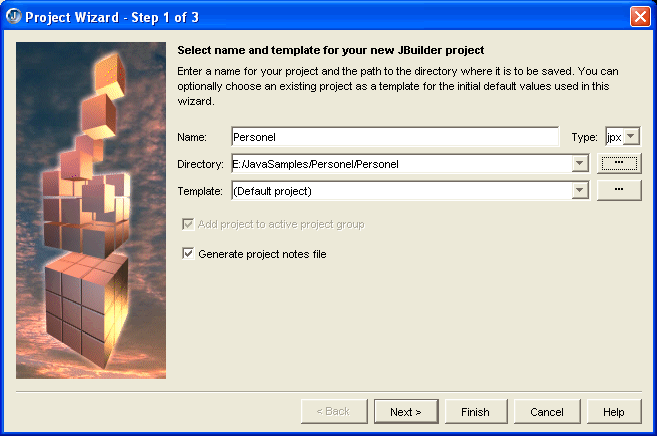 Project Wizard - Step 1 of 3
Select name and template for your new JBuilder project
Enter a name for your project and the path to the directory where it is to be saved. You can
optionally choose an existing project as a template for the initial default values used in this
wizard.
Name: Personel Type: jpx
Directory: E:/JavaSamples/Personel/Personel ...
Template: (Default project) ...
Add project to active project group
Generate project notes file
< Back Next > Finish Cancel Help